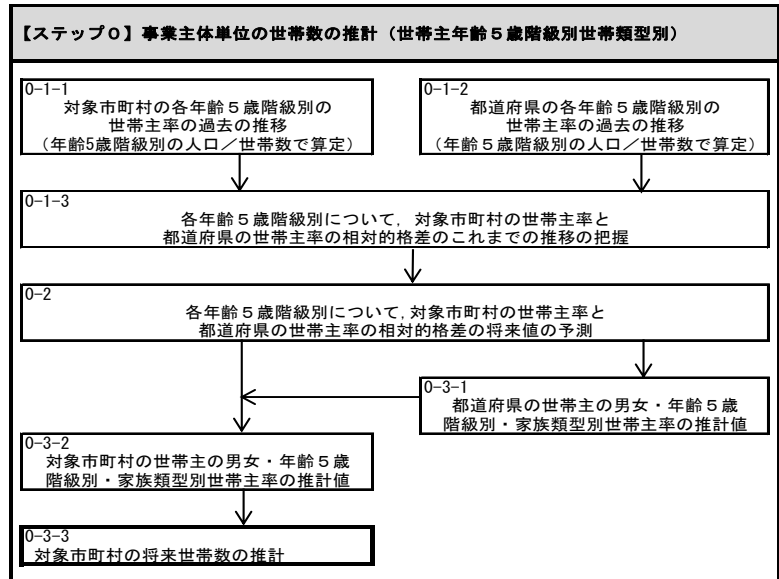 【ステップ０】事業主体単位の世帯数の推計（世帯主年齢５歳階級別世帯類型別）
0-1-1
対象市町村の各年齢５歳階級別の
世帯主率の過去の推移
（年齢5歳階級別の人口／世帯数で算定）
0-1-2
都道府県の各年齢５歳階級別の
世帯主率の過去の推移
（年齢５歳階級別の人口／世帯数で算定）
0-1-3
各年齢５歳階級別について，対象市町村の世帯主率と
都道府県の世帯主率の相対的格差のこれまでの推移の把握
0-2
各年齢５歳階級別について,対象市町村の世帯主率と
都道府県の世帯主率の相対的格差の将来値の予測
0-3-1
都道府県の世帯主の男女・年齢５歳
階級別・家族類型別世帯主率の推計値
0-3-2
対象市町村の世帯主の男女・年齢５歳
階級別・家族類型別世帯主率の推計値
0-3-3
対象市町村の将来世帯数の推計